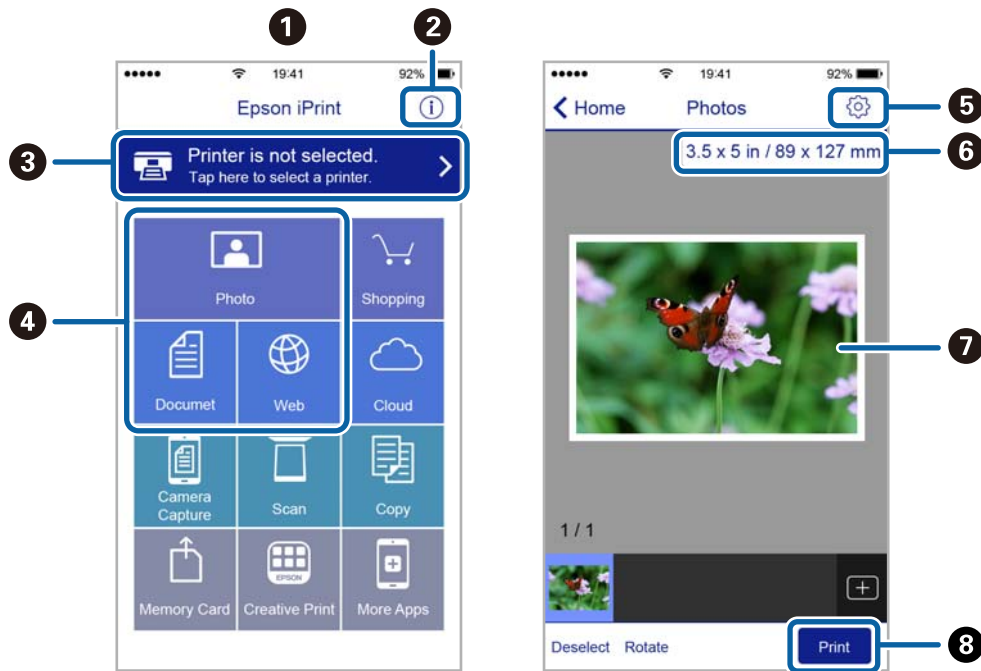 1
2
19:41
92%
Epson iPrint
3
Printer is not selected.
Tap here to select a printer.
4
Photo
Shopping
Documet
Web
Cloud
Camera
Capture
Scan
Copy
EPSON
Memory Card
Creative Print
More Apps
19:41
92%
Home
Photos
5
3.5 x 5 in / 89 x 127 mm
6
7
1 / 1
Deselect
Rotate
Print
8